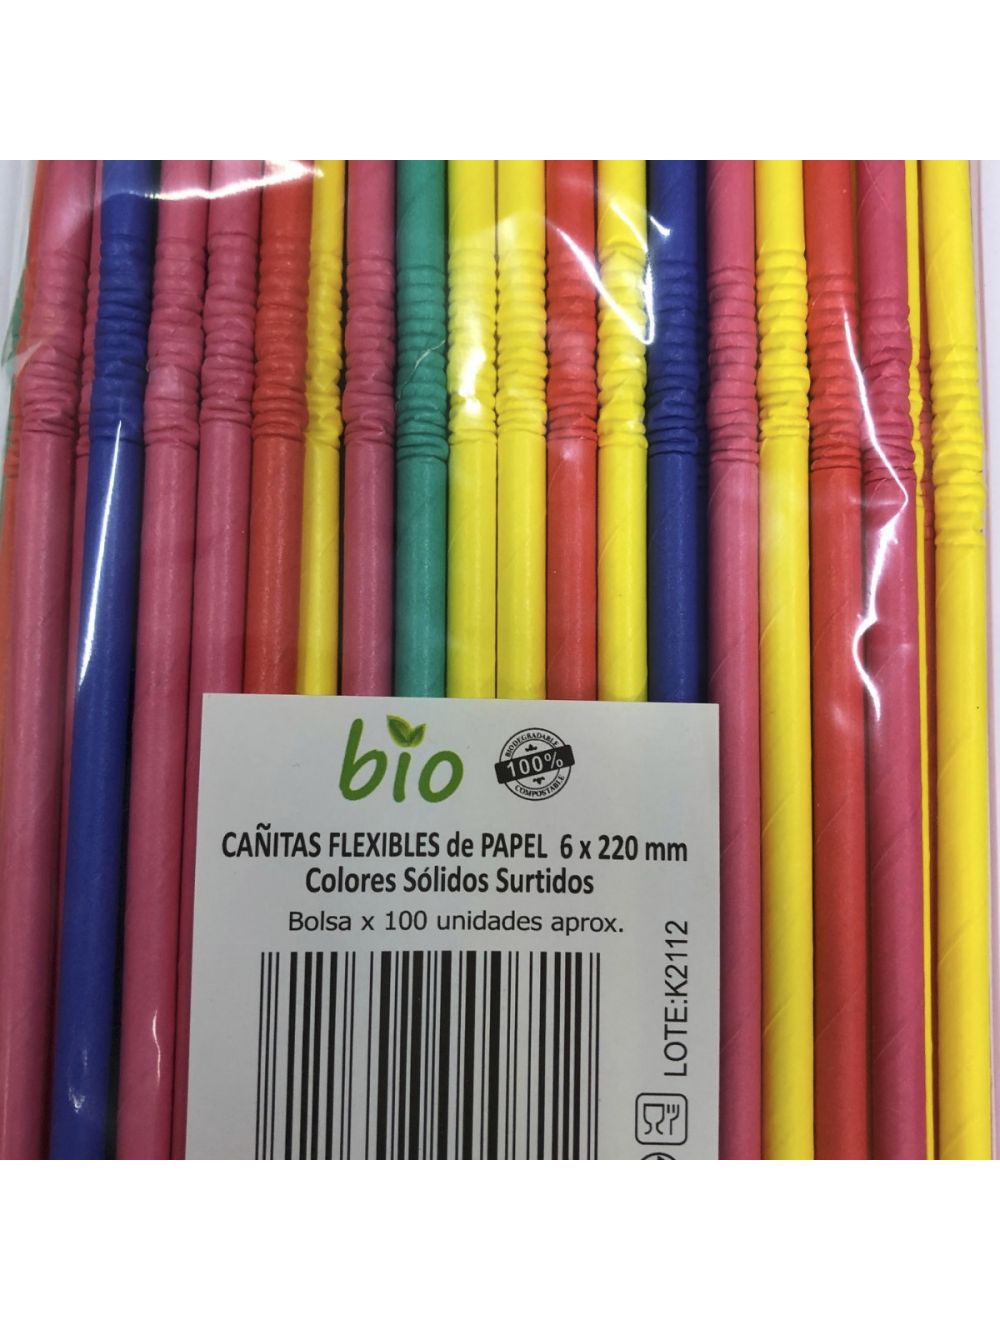 bio
BIODEGRADABLE
100%
COMPOSTABLE
CAÑITAS FLEXIBLES de PAPEL 6 x 220 mm
Colores Sólidos Surtidos
Bolsa x 100 unidades aprox.
LOTE:K2112